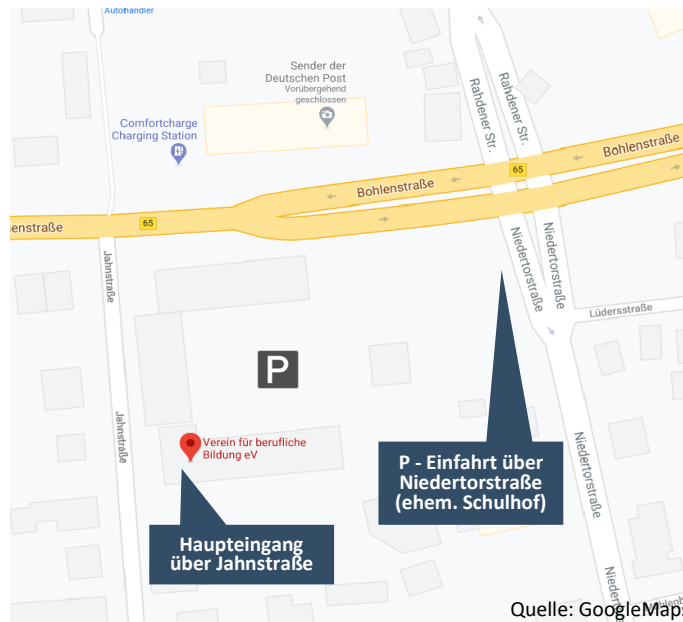 Autohändler
Sender der
Deutschen Post
Vorübergehend
geschlossen
Comfortcharge
Charging Station
Rahdener Str.
Rahdener Str.
Bohlenstraße
65
Bohlenstraße
enstraße
65
Jahnstraße
Niedertorstraße
Niedertorstraße
Lüdersstraße
P
Jahnstraße
Verein für berufliche
Bildung eV
P - Einfahrt über
Niedertorstraße
(ehem. Schulhof)
Niedertorstraße
Haupteingang
über Jahnstraße
Quelle: GoogleMaps